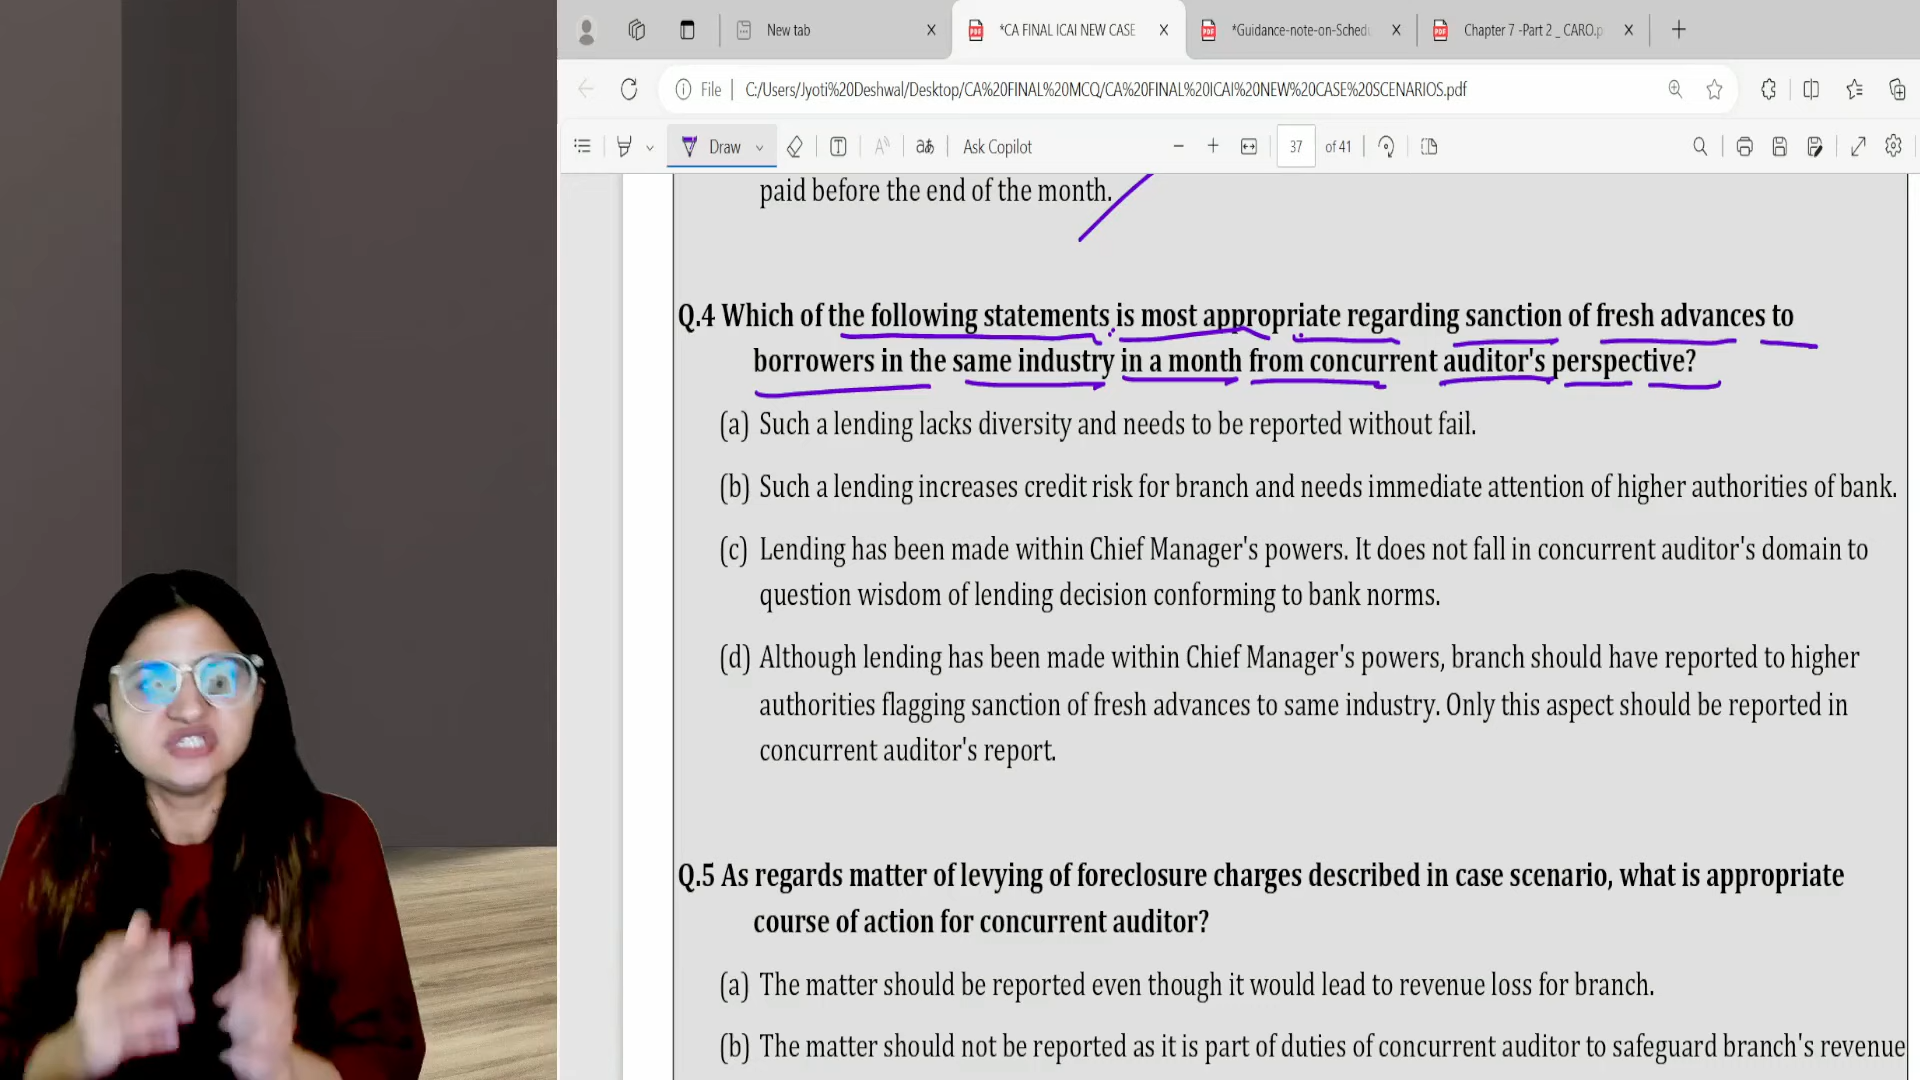 New tab
*CA FINAL ICAI NEW CASE
*Guidance-note-on-Sched
Chapter 7 -Part 2 _ CARO.p
File
C:/Users/Jyoti%20Deshwal/Desktop/CA%20FINAL%20MCQ/CA%20FINAL%20ICAI%20NEW%20CASE%20SCENARIOS.pdf
Draw
Ask Copilot
37 of 41
paid before the end of the month.
Q.4 Which of the following statements is most appropriate regarding sanction of fresh advances to
borrowers in the same industry in a month from concurrent auditor's perspective?
(a) Such a lending lacks diversity and needs to be reported without fail.
(b) Such a lending increases credit risk for branch and needs immediate attention of higher authorities of bank.
(c) Lending has been made within Chief Manager's powers. It does not fall in concurrent auditor's domain to
question wisdom of lending decision conforming to bank norms.
(d) Although lending has been made within Chief Manager's powers, branch should have reported to higher
authorities flagging sanction of fresh advances to same industry. Only this aspect should be reported in
concurrent auditor's report.
Q.5 As regards matter of levying of foreclosure charges described in case scenario, what is appropriate
course of action for concurrent auditor?
(a) The matter should be reported even though it would lead to revenue loss for branch.
(b) The matter should not be reported as it is part of duties of concurrent auditor to safeguard branch's revenue